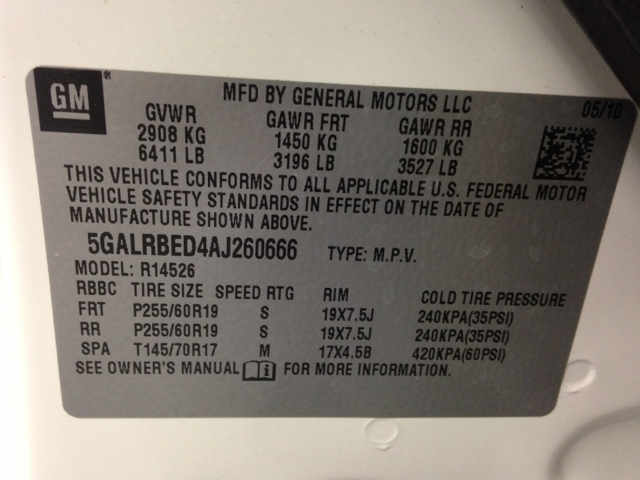 GM ®
MFD BY GENERAL MOTORS LLC 05/10
GVWR GAWR FRT GAWR RR
2908 KG 1450 KG 1600 KG
6411 LB 3196 LB 3527 LB
THIS VEHICLE CONFORMS TO ALL APPLICABLE U.S. FEDERAL MOTOR
VEHICLE SAFETY STANDARDS IN EFFECT ON THE DATE OF
MANUFACTURE SHOWN ABOVE.
5GALRBED4AJ260666 TYPE: M.P.V.
MODEL: R14526
RBBC TIRE SIZE SPEED RTG RIM COLD TIRE PRESSURE
FRT P255/60R19 S 19X7.5J 240KPA(35PSI)
RR P255/60R19 S 19X7.5J 240KPA(35PSI)
SPA T145/70R17 M 17X4.5B 420KPA(60PSI)
SEE OWNER'S MANUAL i FOR MORE INFORMATION.